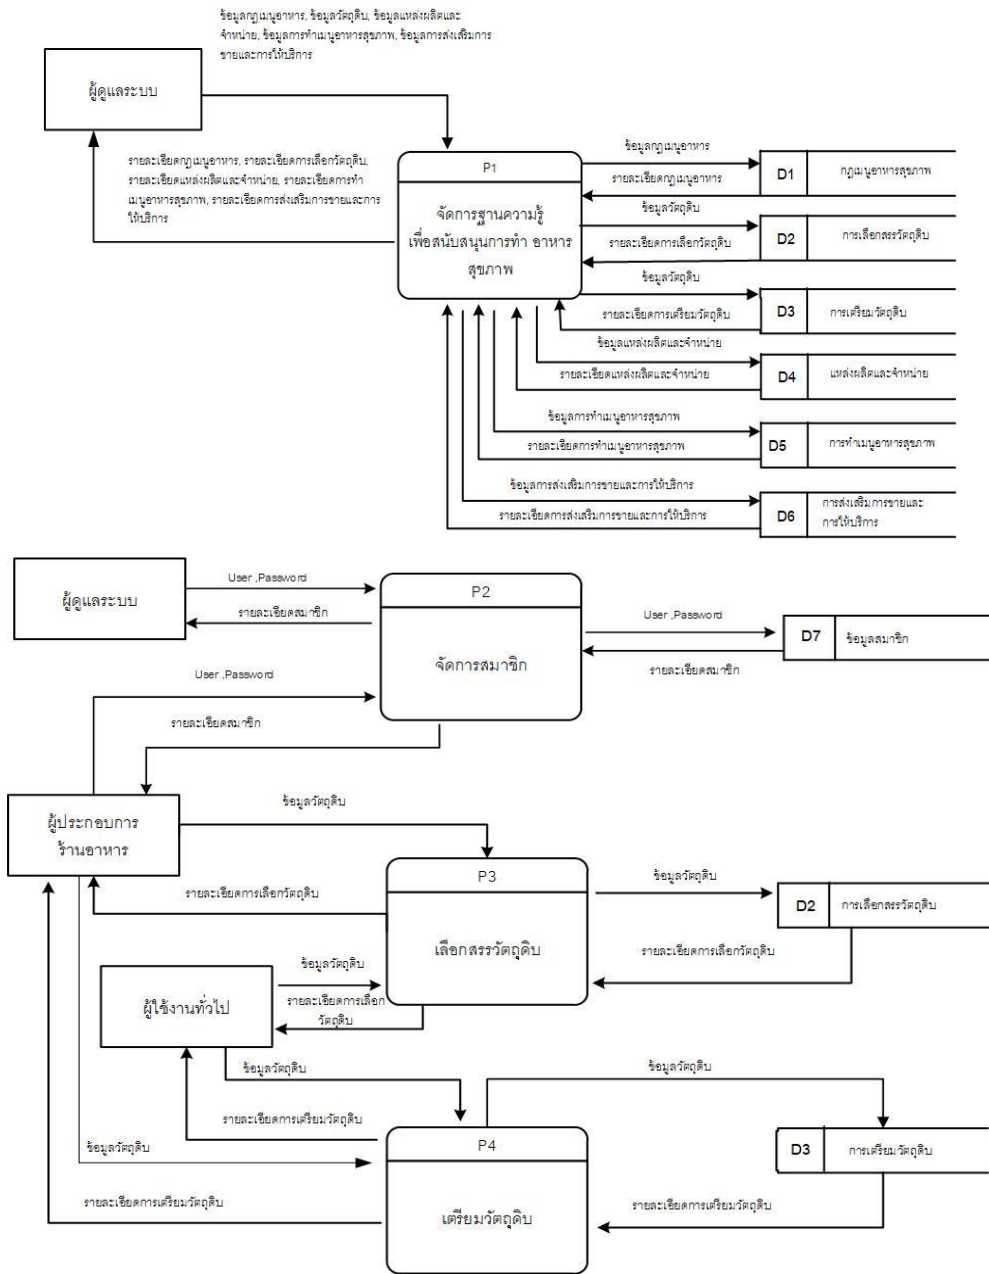 ข้อมูลกฎเมนูอาหาร, ข้อมูลวัตถุดิบ, ข้อมูลแหล่งผลิตและ
จำหน่าย, ข้อมูลการทำเมนูอาหารสุขภาพ, ข้อมูลการส่งเสริมการ
ขายและการให้บริการ
ผู้ดูแลระบบ
รายละเอียดกฎเมนูอาหาร, รายละเอียดการเลือกวัตถุดิบ,
รายละเอียดแหล่งผลิตและจำหน่าย, รายละเอียดการทำ
เมนูอาหารสุขภาพ, รายละเอียดการส่งเสริมการขายและการ
ให้บริการ
P1
จัดการฐานความรู้
เพื่อสนับสนุนการทำ อาหาร
สุขภาพ
ข้อมูลกฎเมนูอาหาร
รายละเอียดกฎเมนูอาหาร
D1
กฎเมนูอาหารสุขภาพ
ข้อมูลวัตถุดิบ
รายละเอียดการเลือกวัตถุดิบ
D2
การเลือกสรรวัตถุดิบ
ข้อมูลวัตถุดิบ
รายละเอียดการเตรียมวัตถุดิบ
D3
การเตรียมวัตถุดิบ
ข้อมูลแหล่งผลิตและจำหน่าย
รายละเอียดแหล่งผลิตและจำหน่าย
D4
แหล่งผลิตและจำหน่าย
ข้อมูลการทำเมนูอาหารสุขภาพ
รายละเอียดการทำเมนูอาหารสุขภาพ
D5
การทำเมนูอาหารสุขภาพ
ข้อมูลการส่งเสริมการขายและการให้บริการ
รายละเอียดการส่งเสริมการขายและการให้บริการ
D6
การส่งเสริมการขายและ
การให้บริการ
ผู้ดูแลระบบ
User ,Password
รายละเอียดสมาชิก
P2
จัดการสมาชิก
User ,Password
รายละเอียดสมาชิก
D7
ข้อมูลสมาชิก
User ,Password
รายละเอียดสมาชิก
ผู้ประกอบการ
ร้านอาหาร
ข้อมูลวัตถุดิบ
รายละเอียดการเลือกวัตถุดิบ
P3
เลือกสรรวัตถุดิบ
ข้อมูลวัตถุดิบ
รายละเอียดการเลือกวัตถุดิบ
D2
การเลือกสรรวัตถุดิบ
ผู้ใช้งานทั่วไป
ข้อมูลวัตถุดิบ
รายละเอียดการเลือก
วัตถุดิบ
ข้อมูลวัตถุดิบ
รายละเอียดการเตรียมวัตถุดิบ
ข้อมูลวัตถุดิบ
รายละเอียดการเตรียมวัตถุดิบ
P4
เตรียมวัตถุดิบ
ข้อมูลวัตถุดิบ
รายละเอียดการเตรียมวัตถุดิบ
D3
การเตรียมวัตถุดิบ